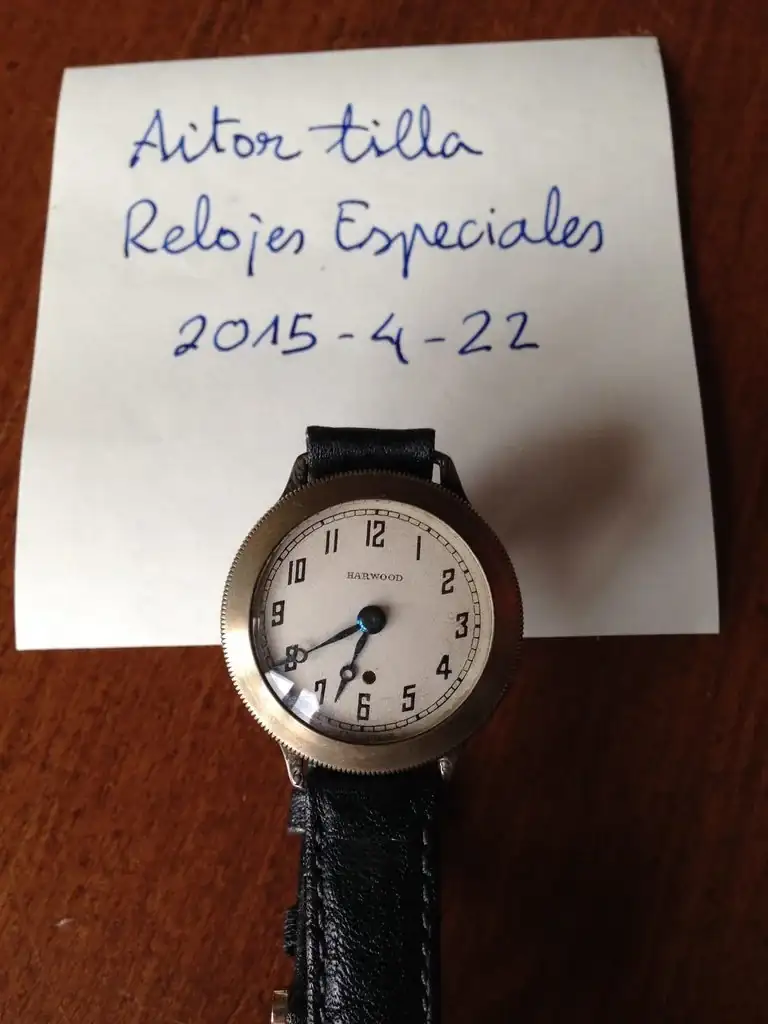 Aitor tilla
Relojes Especiales
2015-4-22
12
11 1
10 2
HARWOOD
9 3
8 4
7 5
6